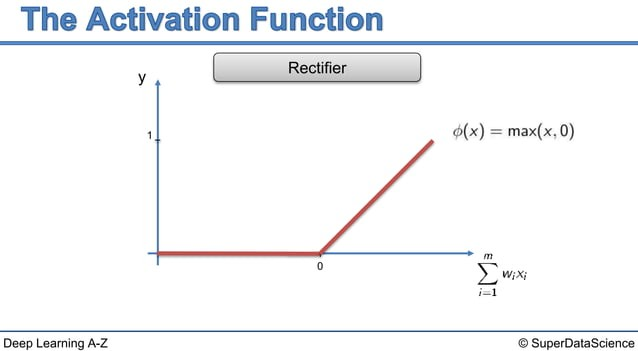 The Activation Function
Rectifier
y
1
ϕ(x) = max(x, 0)
0
m
∑ wᵢxᵢ
i=1
Deep Learning A-Z
© SuperDataScience